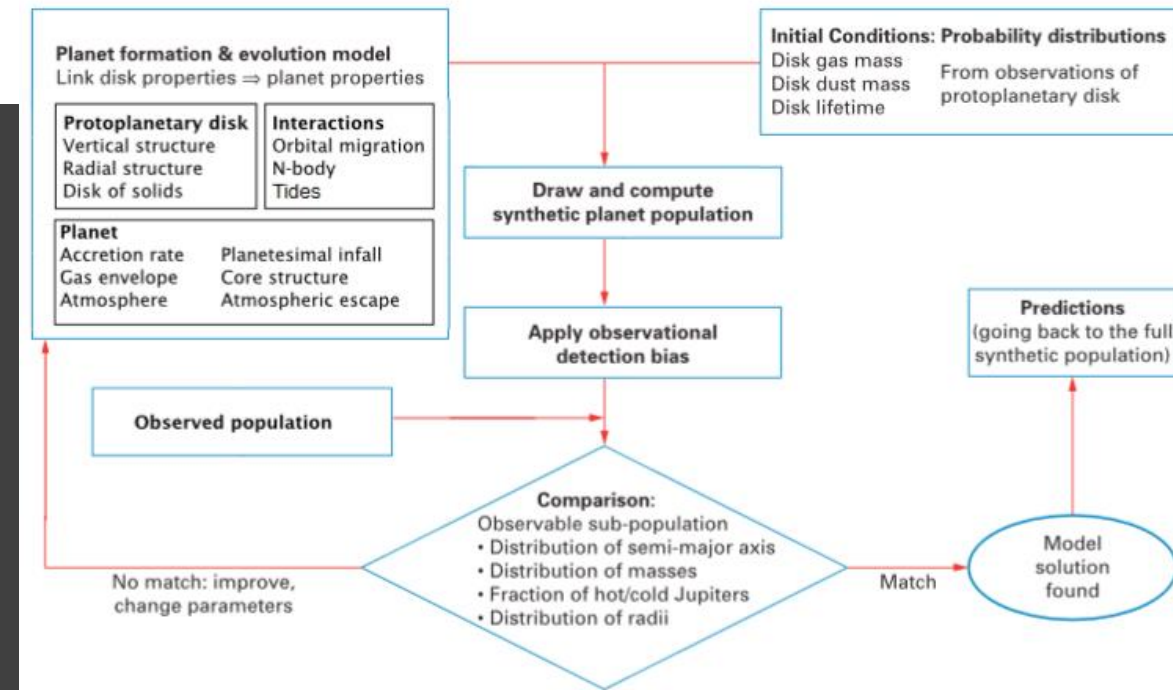 Planet formation & evolution model
Link disk properties ⇒ planet properties
Protoplanetary disk
Vertical structure
Radial structure
Disk of solids
Interactions
Orbital migration
N-body
Tides
Planet
Accretion rate Planetesimal infall
Gas envelope Core structure
Atmosphere Atmospheric escape
Initial Conditions: Probability distributions
Disk gas mass
Disk dust mass
Disk lifetime
From observations of
protoplanetary disk
Draw and compute
synthetic planet population
Apply observational
detection bias
Observed population
Comparison:
Observable sub-population
• Distribution of semi-major axis
• Distribution of masses
• Fraction of hot/cold Jupiters
• Distribution of radii
No match: improve,
change parameters
Match
Model
solution
found
Predictions
(going back to the full
synthetic population)